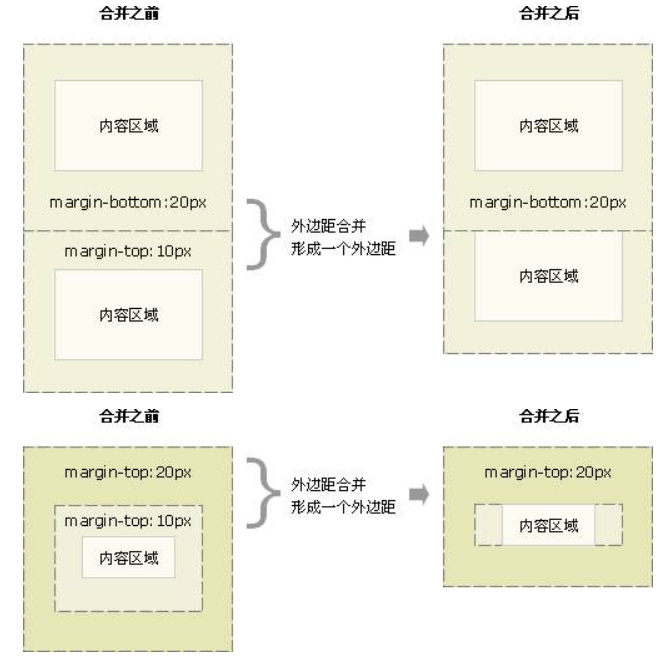 合并之前
合并之后
内容区域
内容区域
margin-bottom:20px
margin-bottom:20px
外边距合并
形成一个外边距
margin-top:10px
内容区域
内容区域
合并之前
合并之后
margin-top:20px
margin-top:20px
外边距合并
形成一个外边距
margin-top:10px
内容区域
内容区域